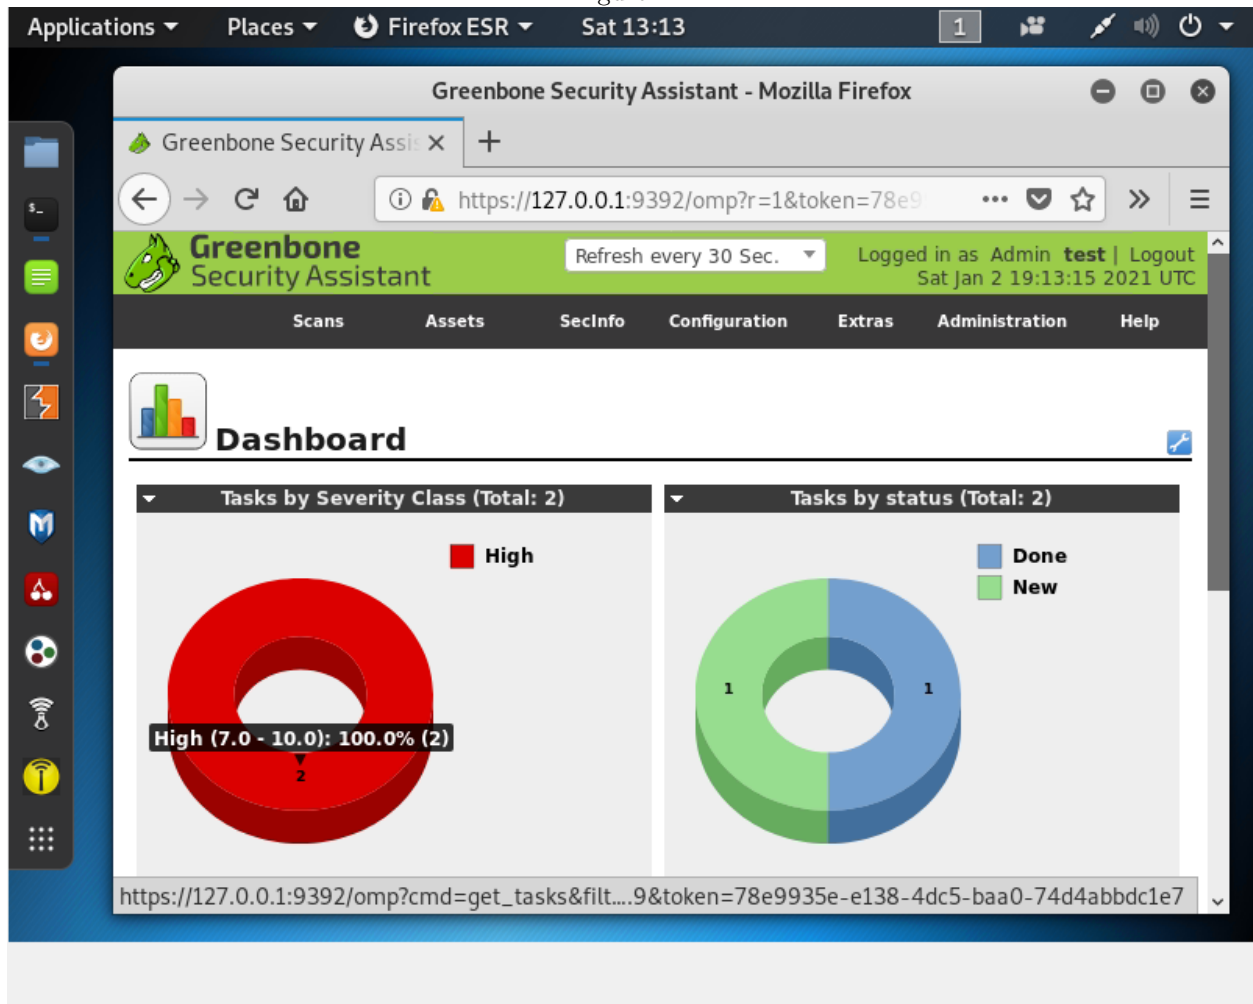 Applications Places Firefox ESR Sat 13:13 1
Greenbone Security Assistant - Mozilla Firefox
Greenbone Security Assis
https://127.0.0.1:9392/omp?r=1&token=78e9
Greenbone
Security Assistant
Refresh every 30 Sec.
Logged in as Admin test | Logout
Sat Jan 2 19:13:15 2021 UTC
Scans Assets SecInfo Configuration Extras Administration Help
Dashboard
Tasks by Severity Class (Total: 2)
High
High (7.0 - 10.0): 100.0% (2)
2
Tasks by status (Total: 2)
Done
New
1 1
https://127.0.0.1:9392/omp?cmd=get_tasks&filt....9&token=78e9935e-e138-4dc5-baa0-74d4abbdc1e7